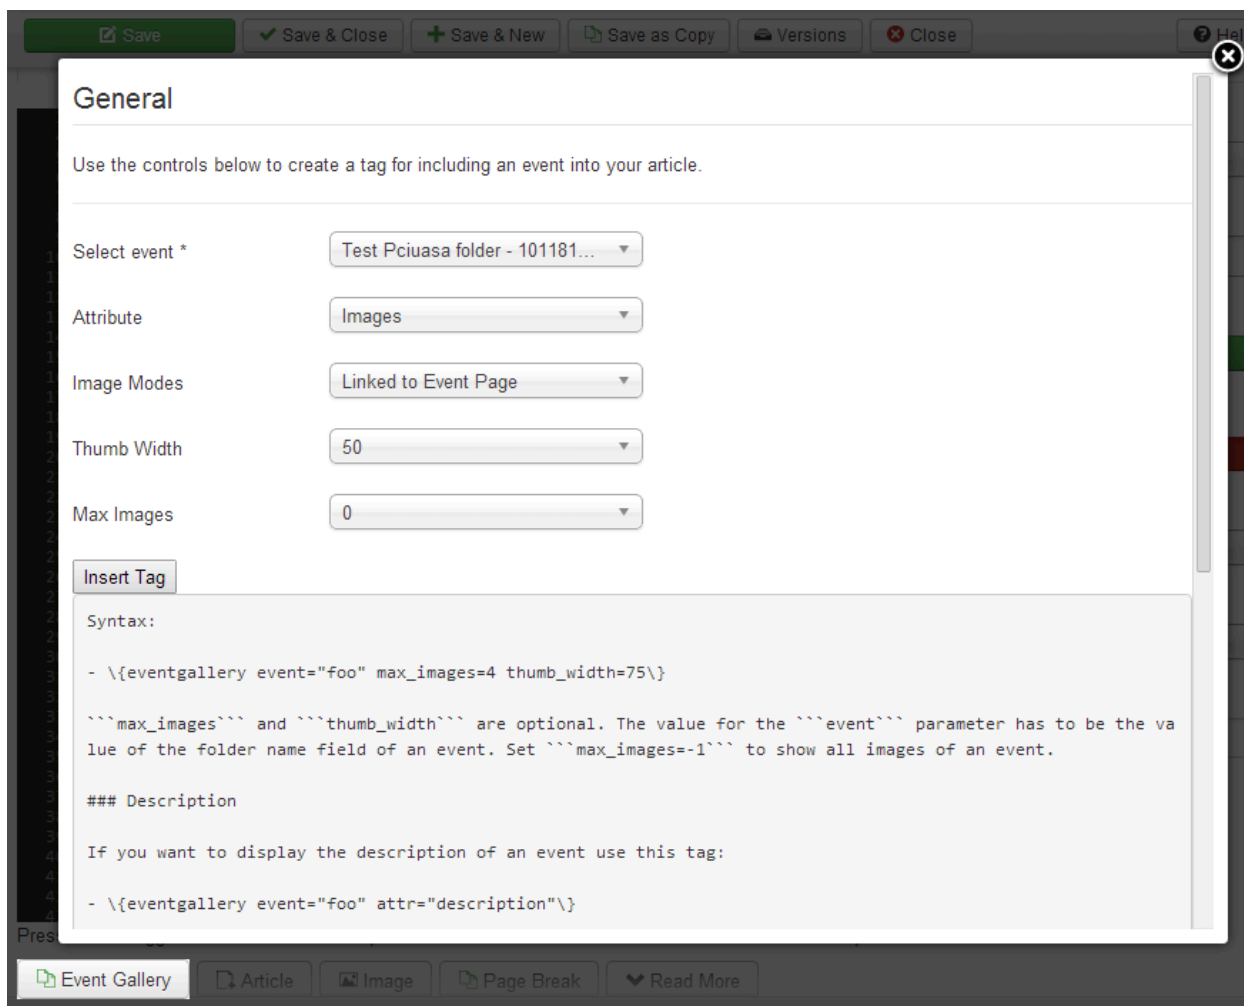 Save
Save & Close
Save & New
Save as Copy
Versions
Close
General
Use the controls below to create a tag for including an event into your article.
Select event *
Test Pciuasa folder - 101181...
Attribute
Images
Image Modes
Linked to Event Page
Thumb Width
50
Max Images
0
Insert Tag
Syntax:
- \{eventgallery event="foo" max_images=4 thumb_width=75\}
```max_images``` and ```thumb_width``` are optional. The value for the ```event``` parameter has to be the va
lue of the folder name field of an event. Set ```max_images=-1``` to show all images of an event.
### Description
If you want to display the description of an event use this tag:
- \{eventgallery event="foo" attr="description"\}
Event Gallery
Article
Image
Page Break
Read More